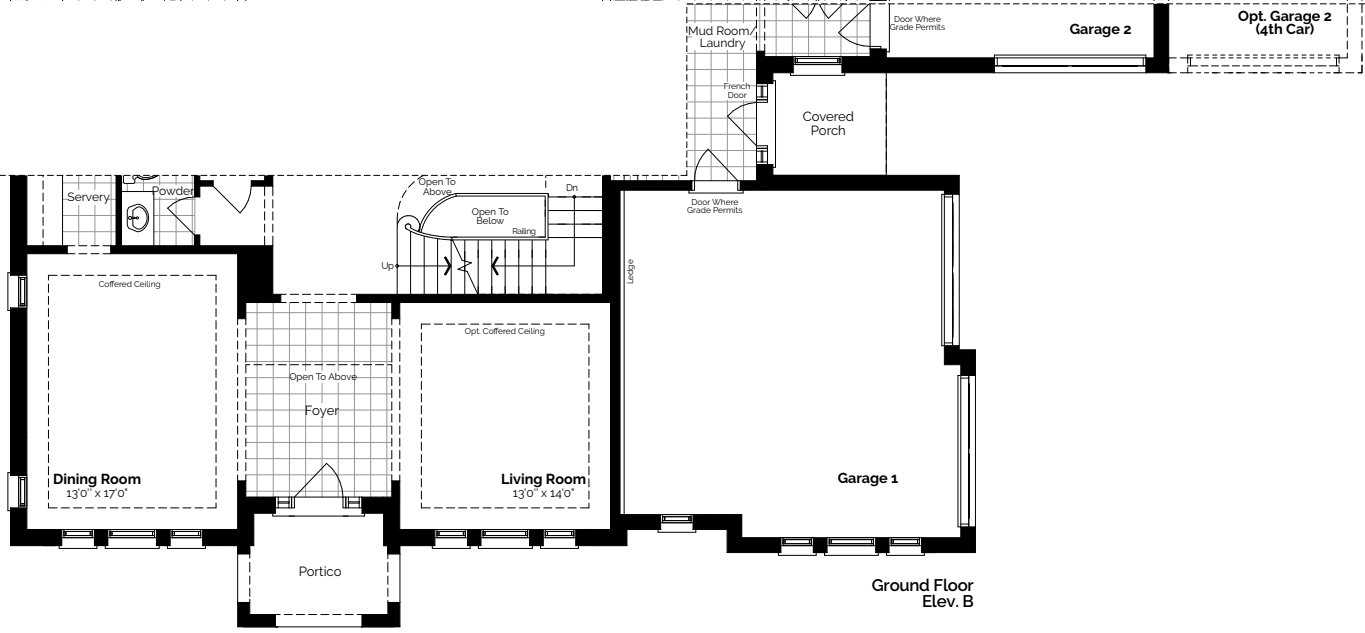 Mud Room/
Laundry
Door Where
Grade Permits
Garage 2
Opt. Garage 2
(4th Car)
French
Door
Covered
Porch
Servery
Powder
Open To
Above
Open To
Below
Railing
Dn
Up
Door Where
Grade Permits
Ledge
Coffered Ceiling
Opt. Coffered Ceiling
Open To Above
Foyer
Dining Room
13'0" x 17'0"
Living Room
13'0" x 14'0"
Garage 1
Portico
Ground Floor
Elev. B